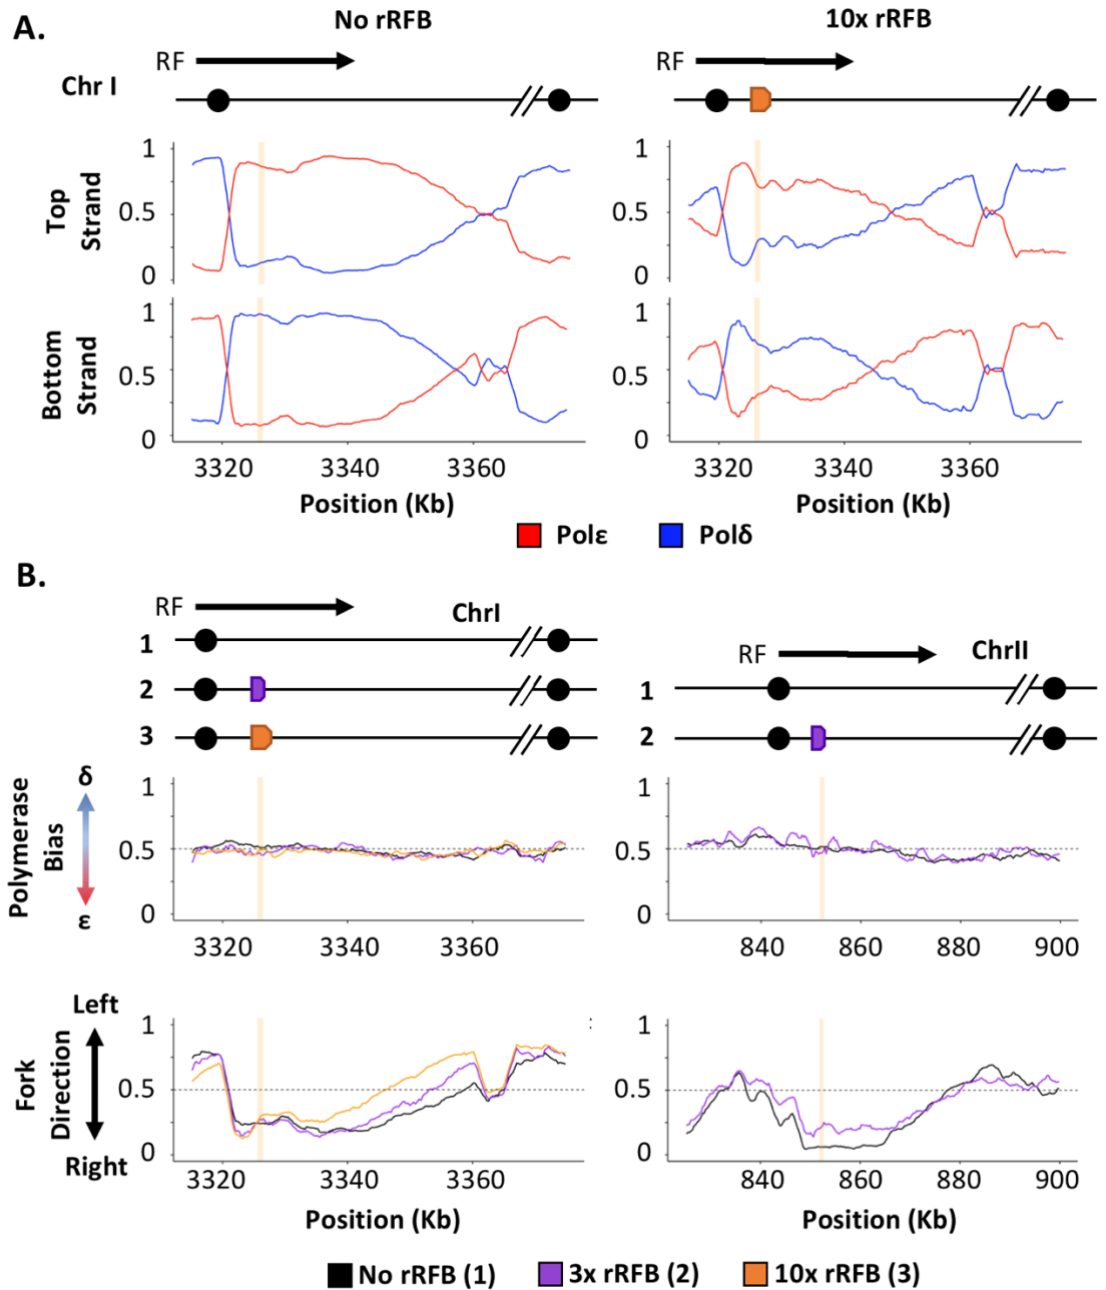 A.
No rRFB
10x rRFB
RF
RF
Chr I
Top Strand
1
0.5
0
1
0.5
0
Bottom Strand
1
0.5
0
1
0.5
0
3320 3340 3360
3320 3340 3360
Position (Kb)
Position (Kb)
Polε Polδ
B.
RF
ChrI
1
2
3
RF
ChrII
1
2
Polymerase Bias
δ
ε
1
0.5
0
1
0.5
0
3320 3340 3360
840 860 880 900
Fork Direction
Left
Right
1
0.5
0
:
1
0.5
0
3320 3340 3360
840 860 880 900
Position (Kb)
Position (Kb)
No rRFB (1) 3x rRFB (2) 10x rRFB (3)